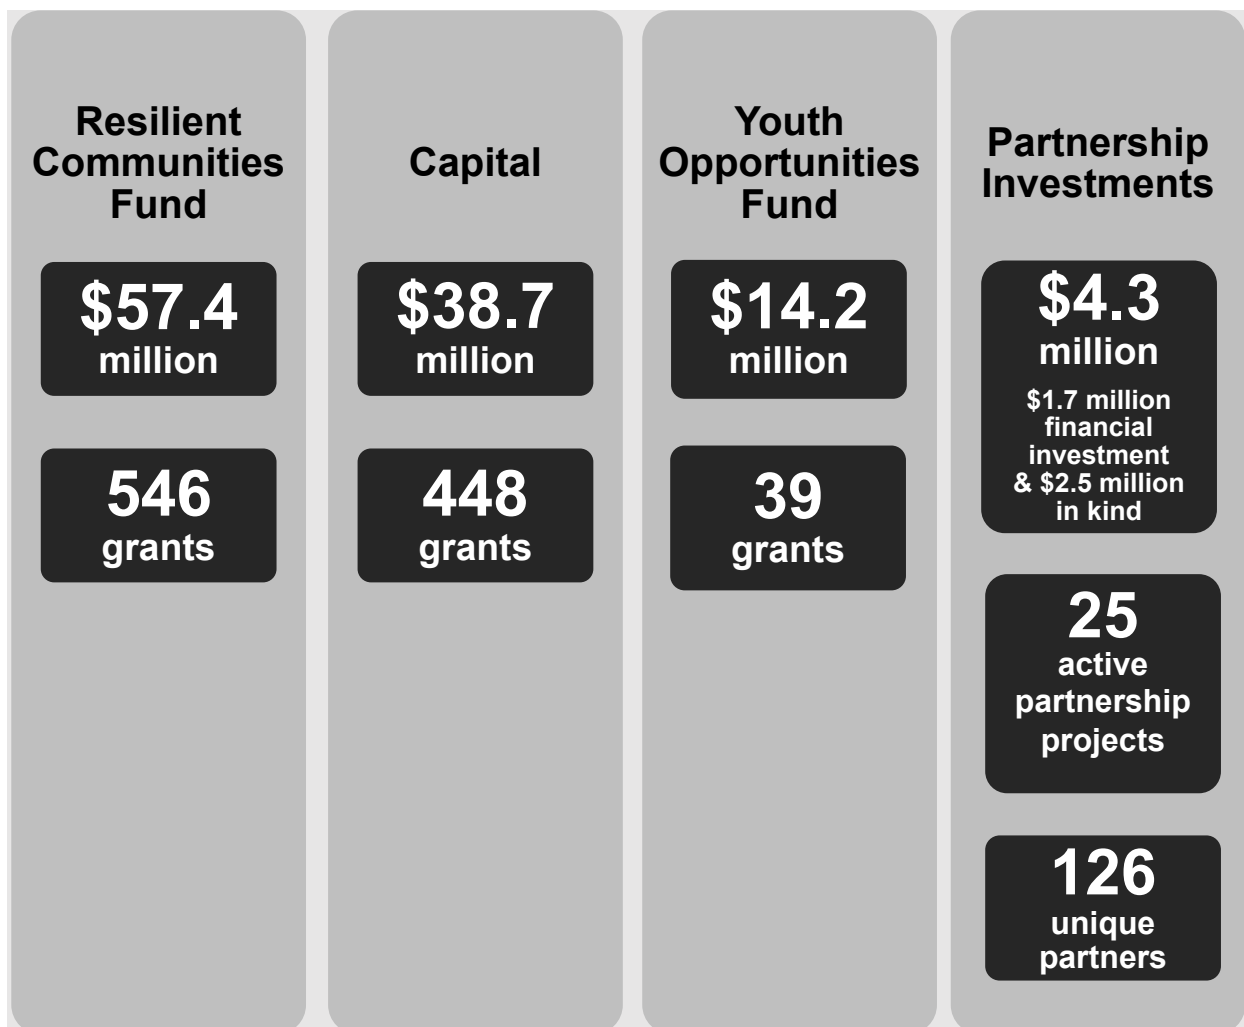 Resilient
Communities
Fund
$57.4
million
546
grants
Capital
$38.7
million
448
grants
Youth
Opportunities
Fund
$14.2
million
39
grants
Partnership
Investments
$4.3
million
$1.7 million
financial
investment
& $2.5 million
in kind
25
active
partnership
projects
126
unique
partners